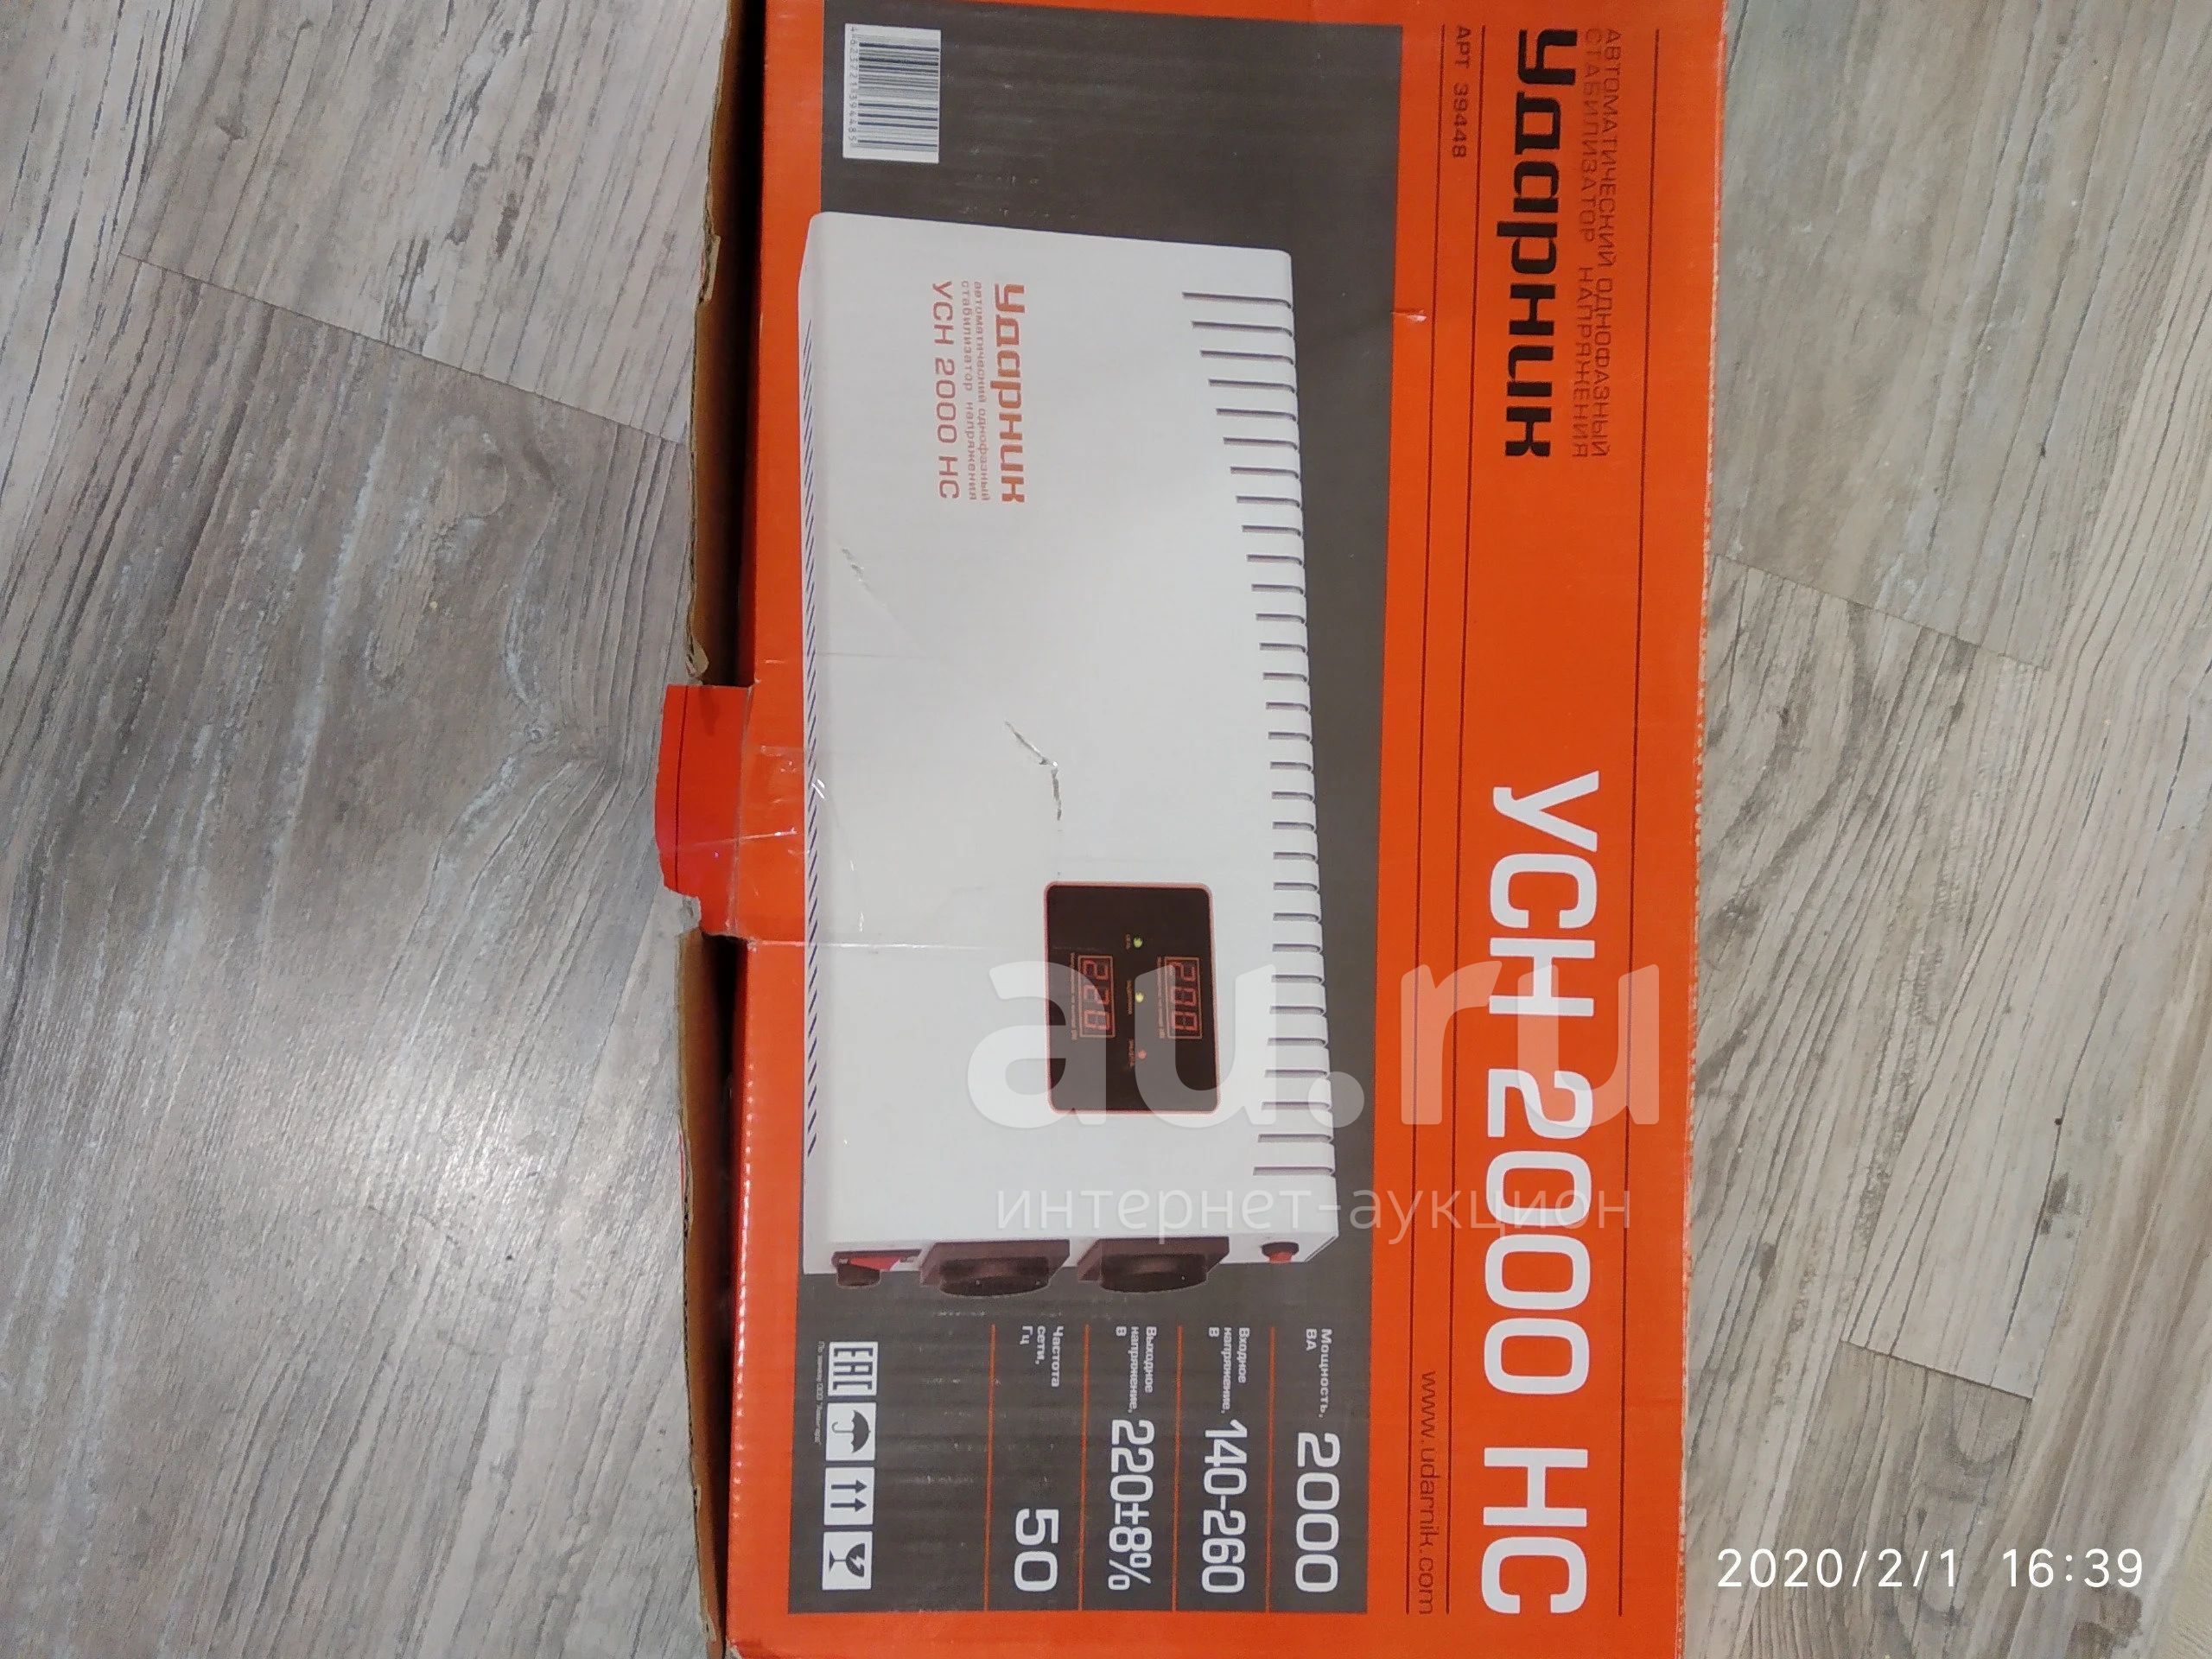 АВТОМАТИЧЕСКИЙ ОДНОФАЗНЫЙ
СТАБИЛИЗАТОР НАПРЯЖЕНИЯ
ударник
УСН 2000 НС
АРТ 39448
www.udarnik.com
ударник
автоматический однофазный
стабилизатор напряжения
УСН 2000 НС
200
220
Мощность,
ВА
2000
Входное
напряжение,
В
140-260
Выходное
напряжение,
В
220±8%
Частота
сети,
Гц
50
EAC
au.ru
интернет-аукцион
2020/2/1 16:39